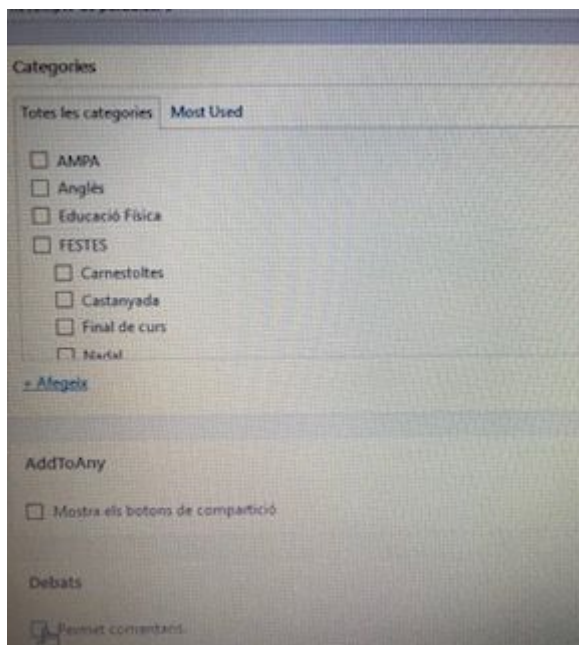 Categories
Totes les categories Most Used
AMPA
Anglès
Educació Física
FESTES
Carnestoltes
Castanyada
Final de curs
Nadal
+ Afegeix
AddToAny
Mostra els botons de compartició
Debats
Permet comentaris